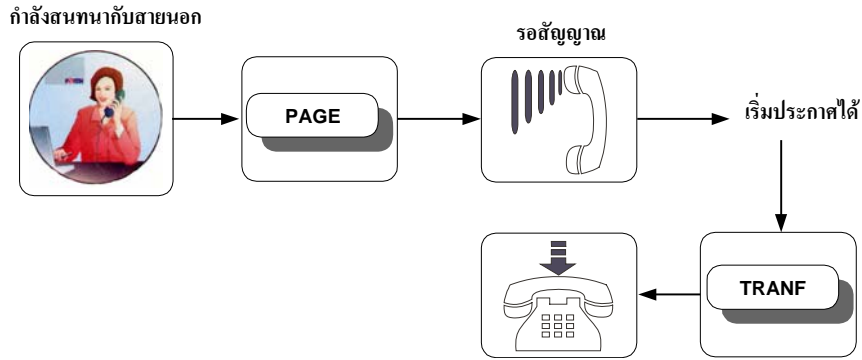 กำลังสนทนากับสายนอก
รอสัญญาณ
PAGE
เริ่มประกาศได้
TRANF